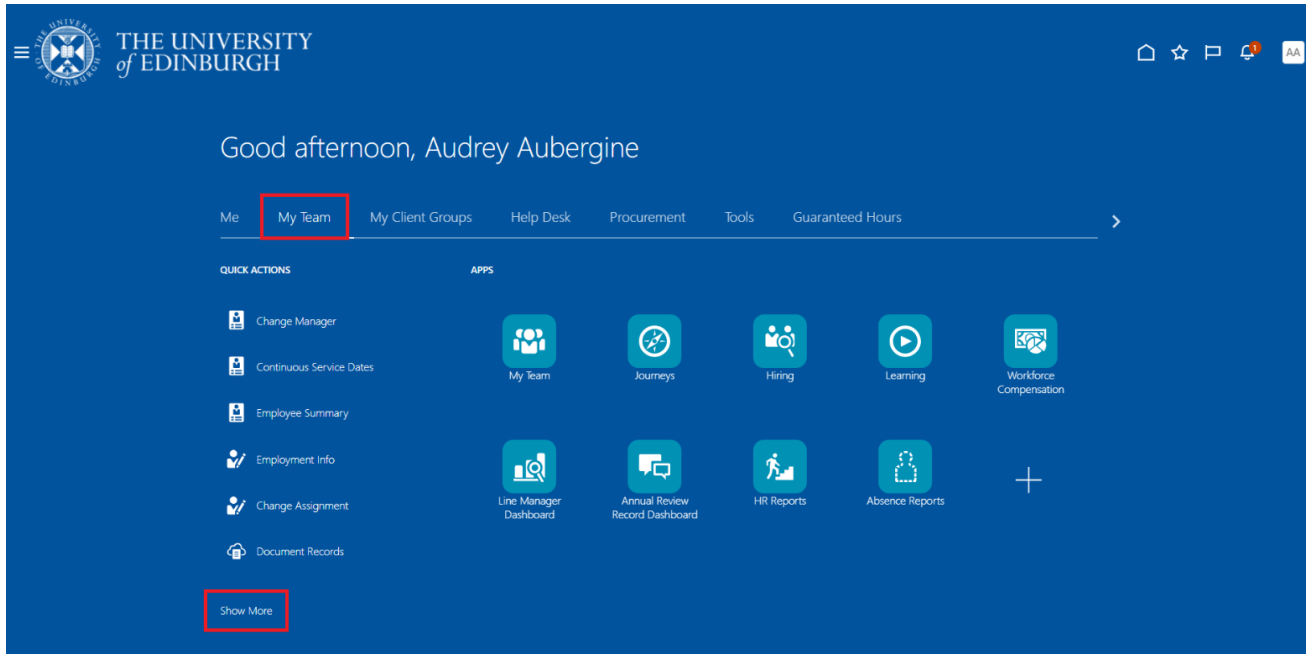 UNIVER
OF EDINBURGH
THE UNIVERSITY
of EDINBURGH
1
AA
Good afternoon, Audrey Aubergine
Me My Team My Client Groups Help Desk Procurement Tools Guaranteed Hours
QUICK ACTIONS APPS
Change Manager
Continuous Service Dates
Employee Summary
Employment Info
Change Assignment
Document Records
Show More
My Team Journeys Hiring Learning Workforce
Compensation
Line Manager
Dashboard
Annual Review
Record Dashboard
HR Reports Absence Reports